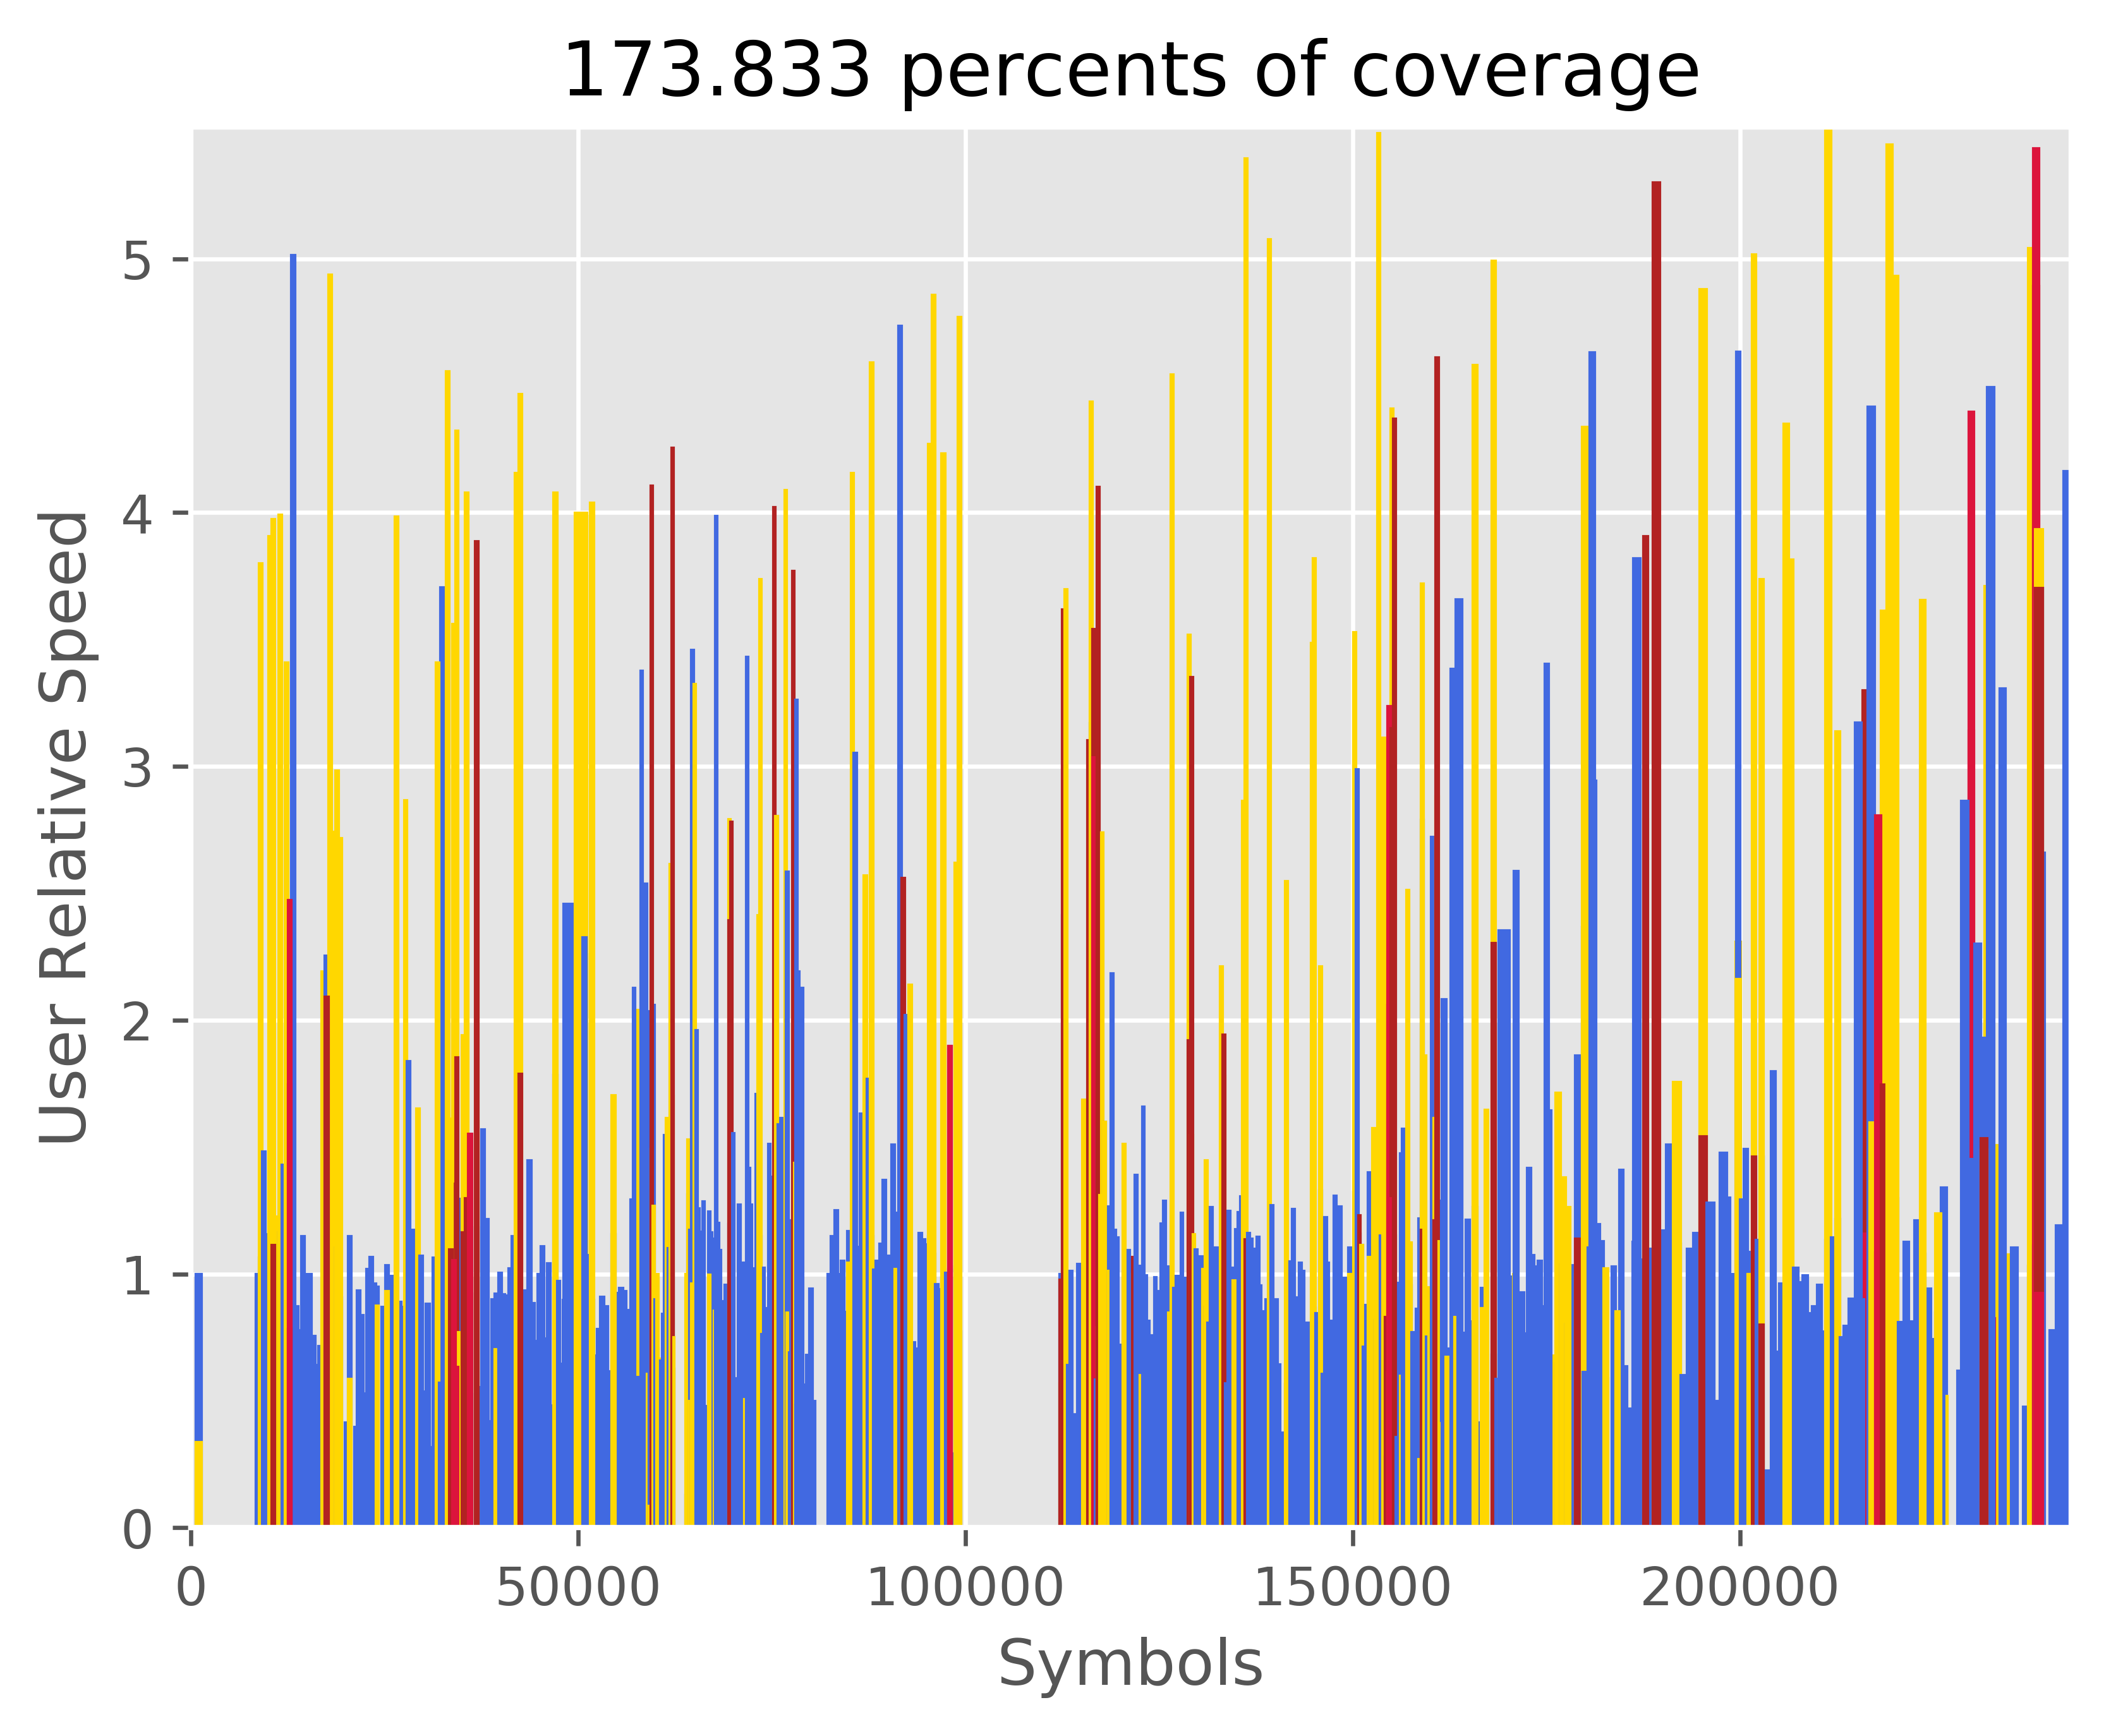 173.833 percents of coverage
User Relative Speed
5
4
3
2
1
0
0 50000 100000 150000 200000
Symbols